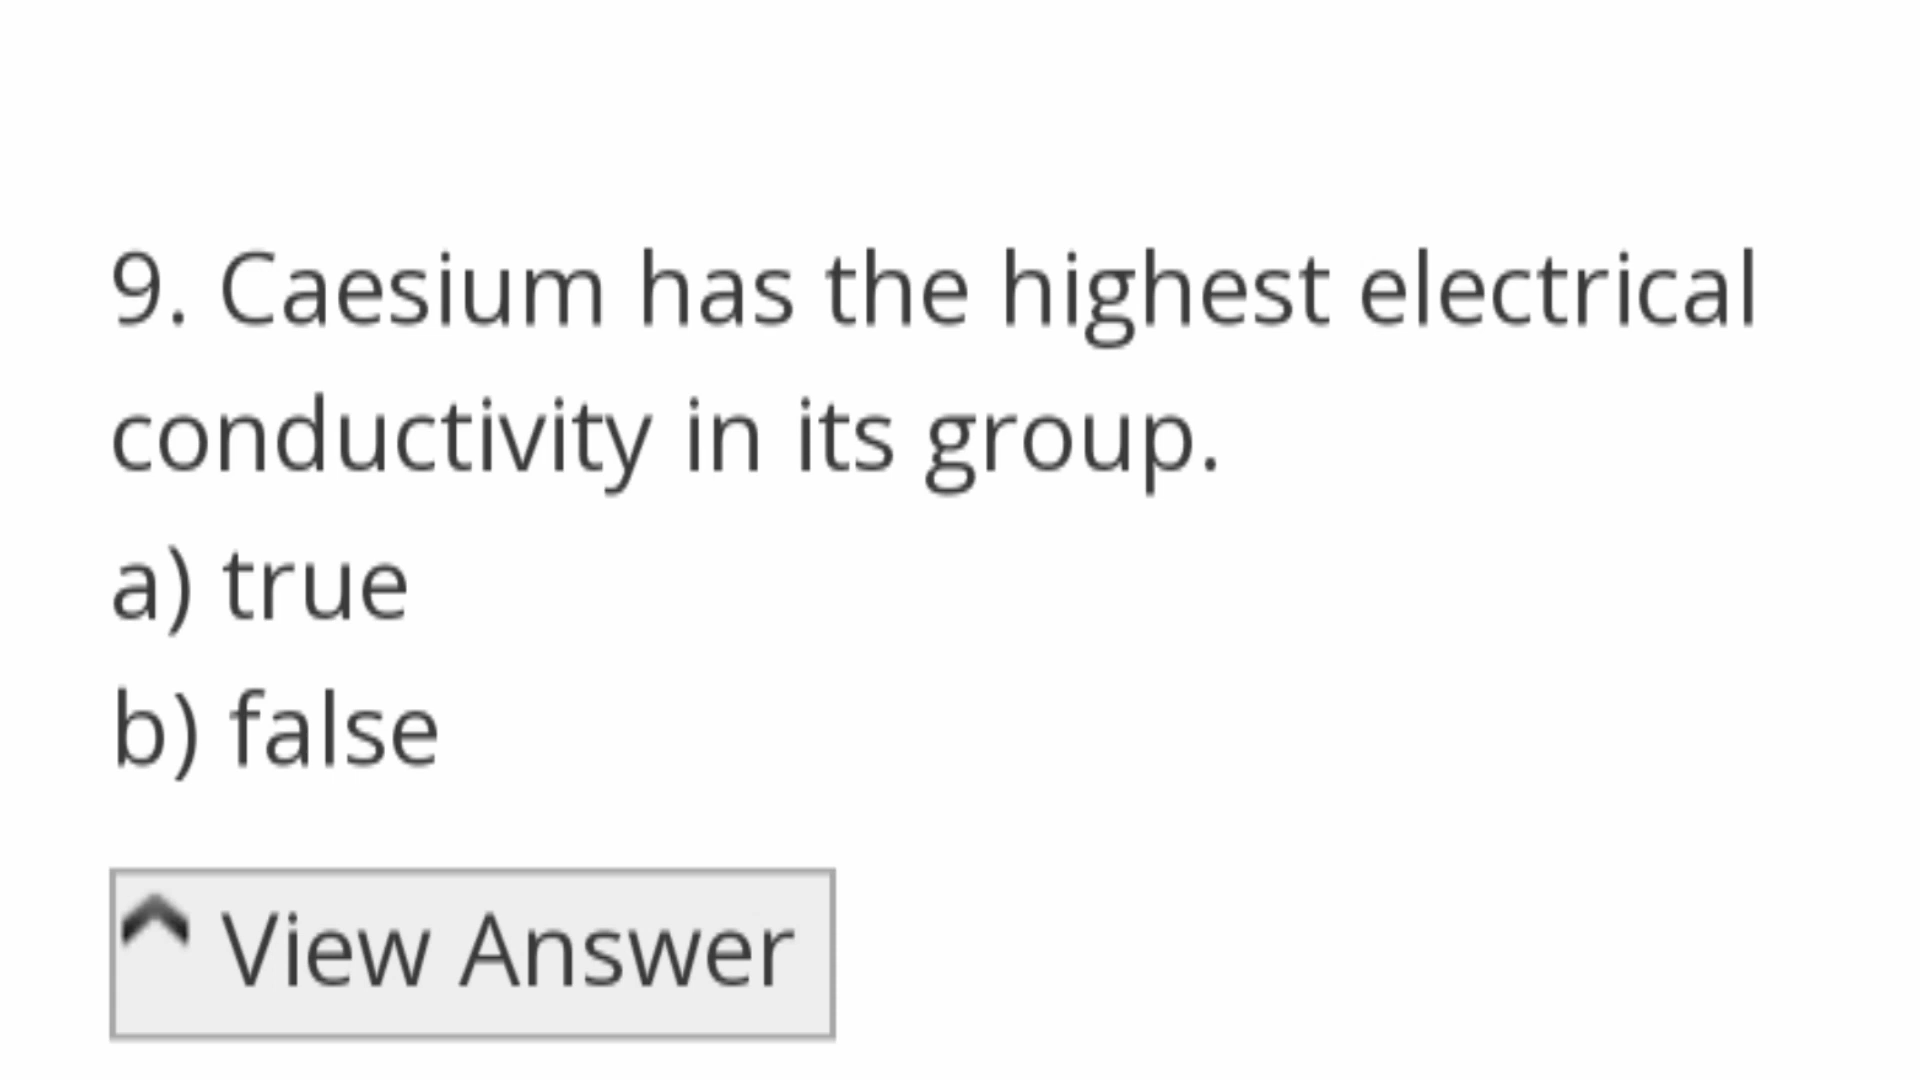 9. Caesium has the highest electrical
conductivity in its group.
a) true
b) false
View Answer